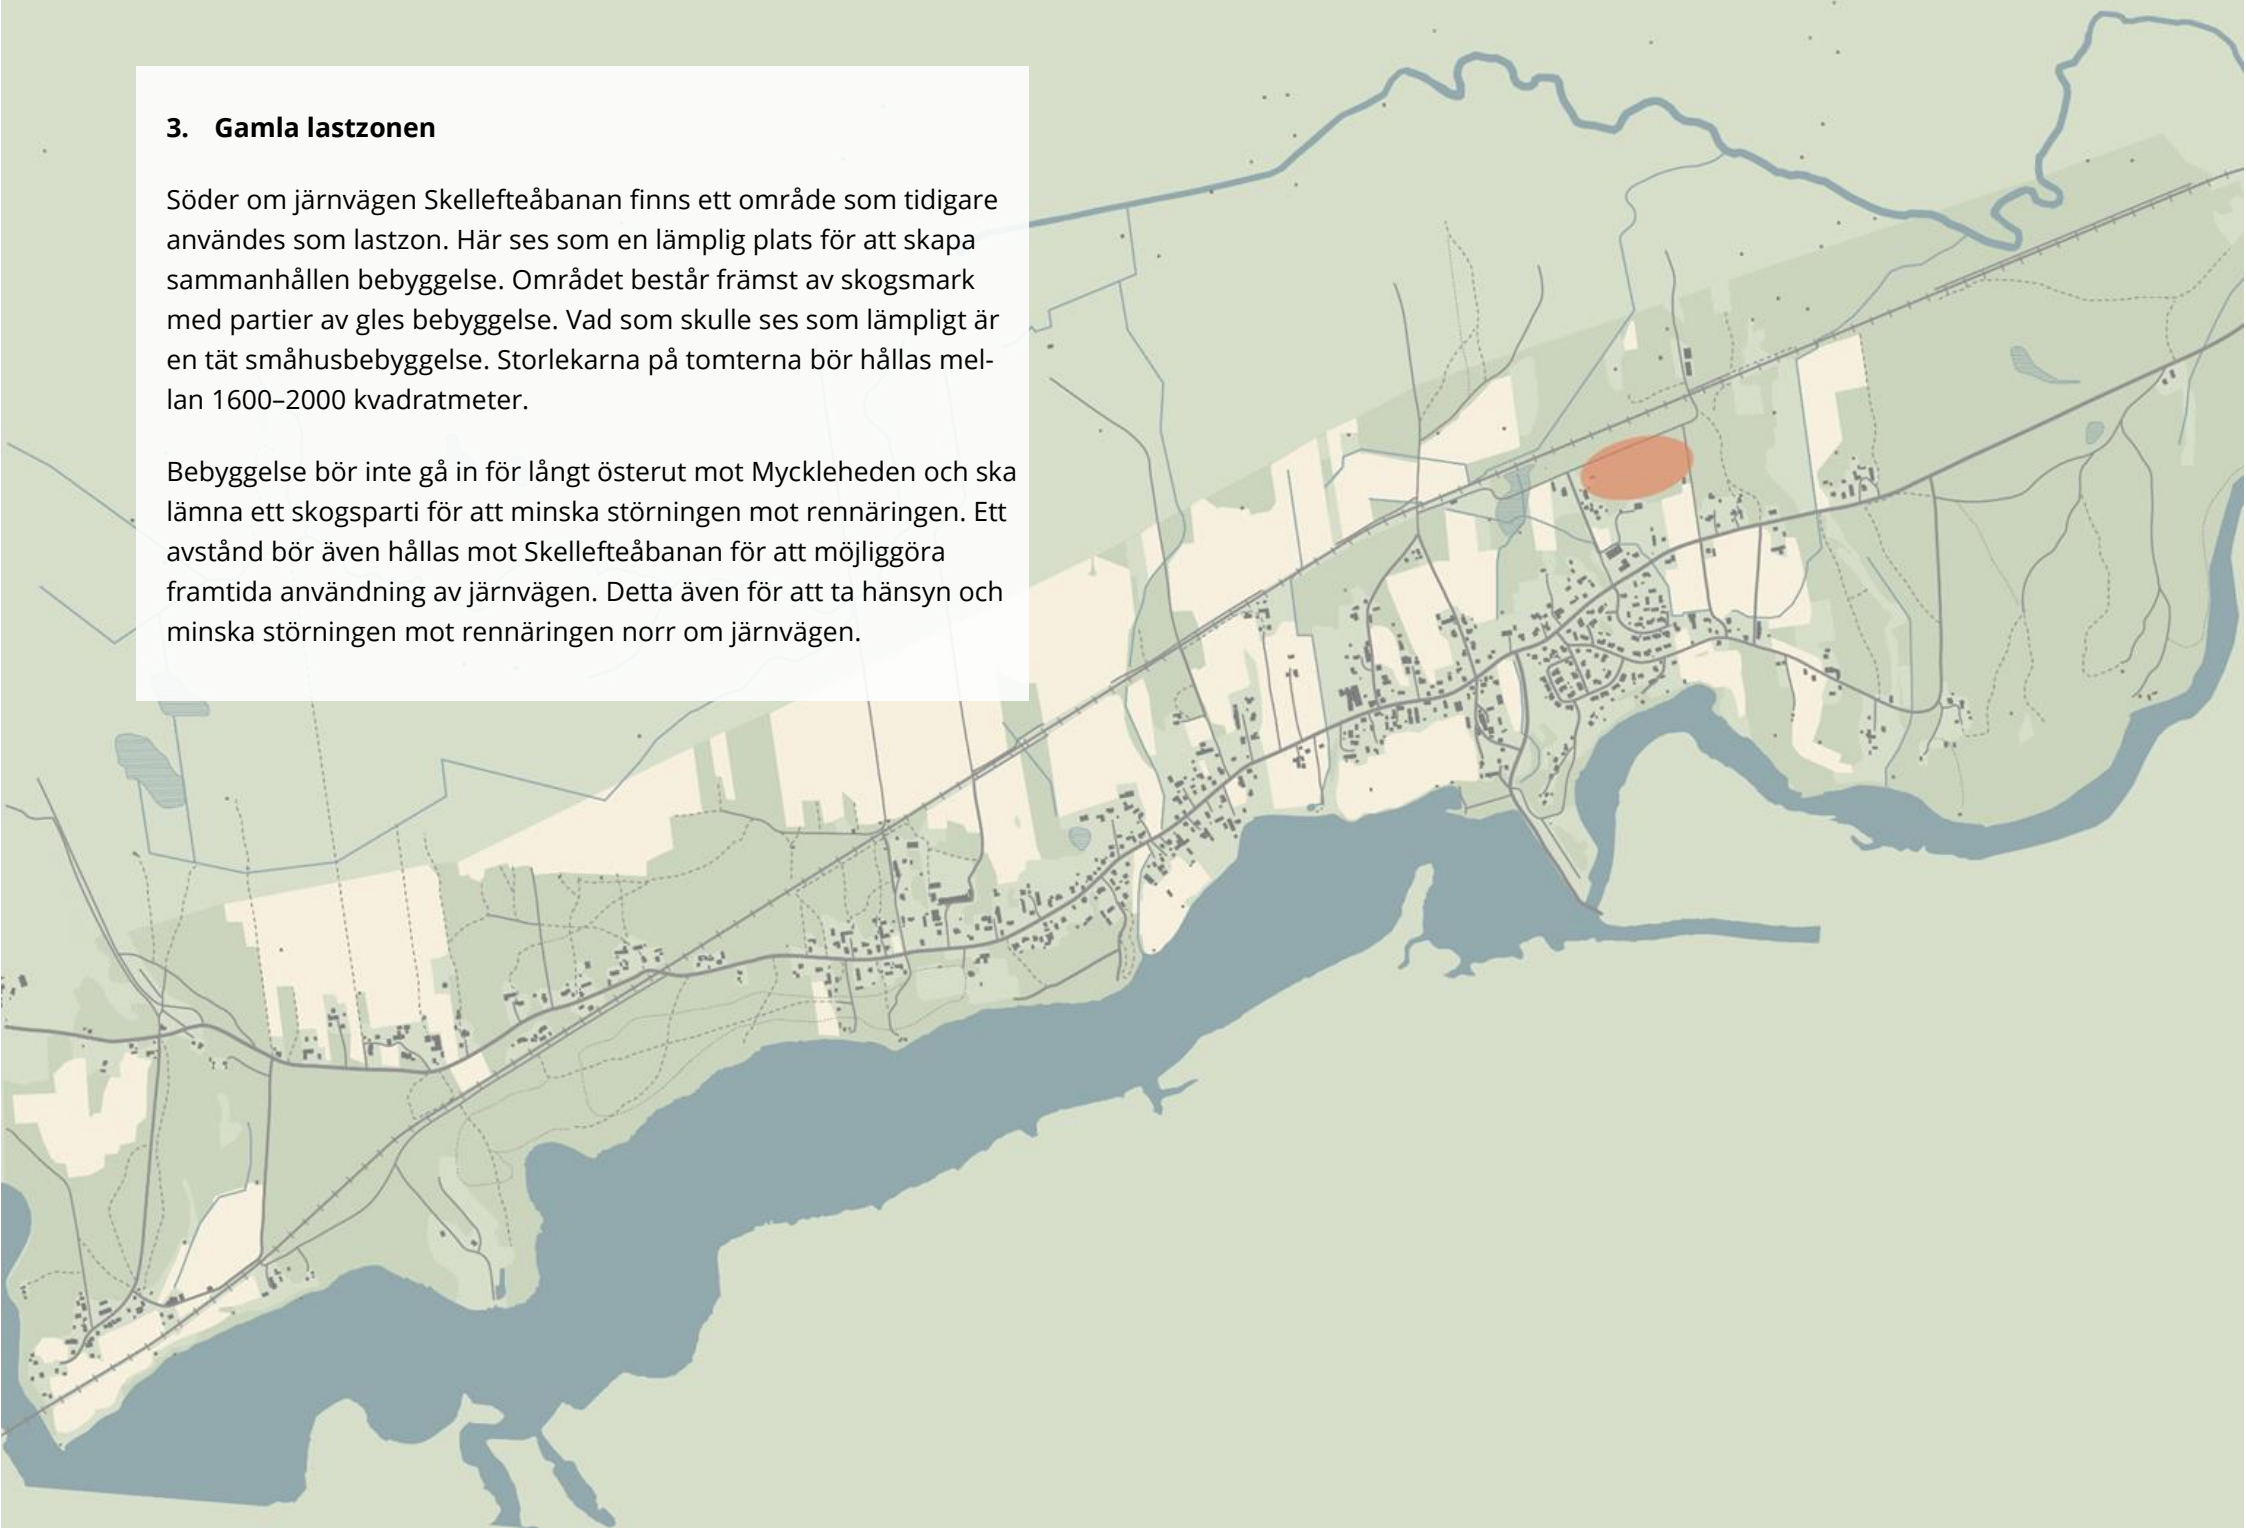 3. Gamla lastzonen
Söder om järnvägen Skellefteåbanan finns ett område som tidigare
användes som lastzon. Här ses som en lämplig plats för att skapa
sammanhållen bebyggelse. Området består främst av skogsmark
med partier av gles bebyggelse. Vad som skulle ses som lämpligt är
en tät småhusbebyggelse. Storlekarna på tomterna bör hållas mel-
lan 1600–2000 kvadratmeter.
Bebyggelse bör inte gå in för långt österut mot Myckleheden och ska
lämna ett skogsparti för att minska störningen mot rennäringen. Ett
avstånd bör även hållas mot Skellefteåbanan för att möjliggöra
framtida användning av järnvägen. Detta även för att ta hänsyn och
minska störningen mot rennäringen norr om järnvägen.